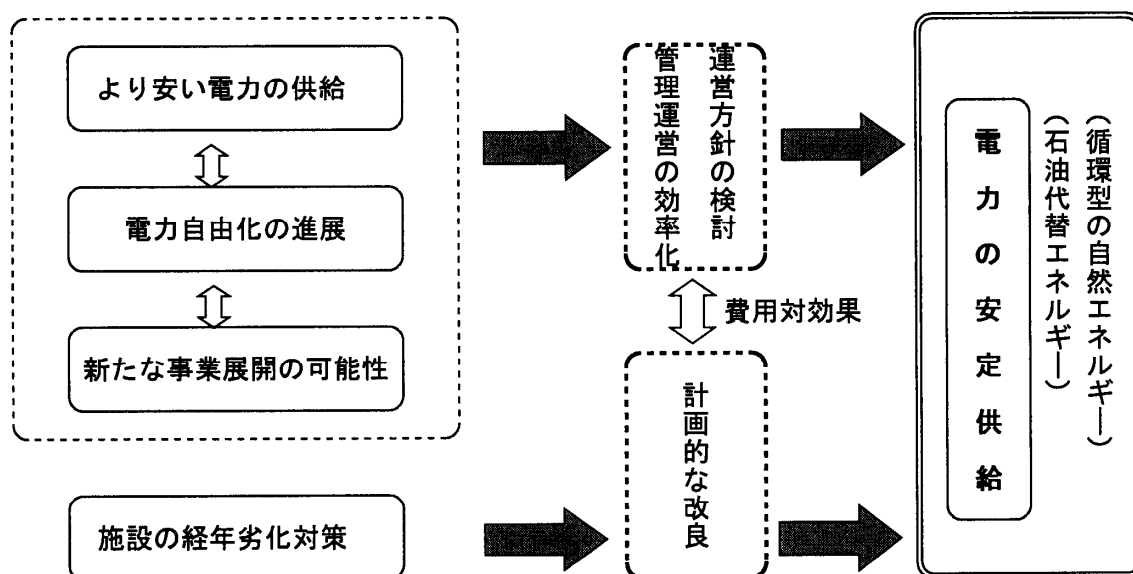 より安い電力の供給
電力自由化の進展
新たな事業展開の可能性
施設の経年劣化対策
運営方針の検討
管理運営の効率化
費用対効果
計画的な改良
(循環型の自然エネルギー)
(石油代替エネルギー)
電力の安定供給